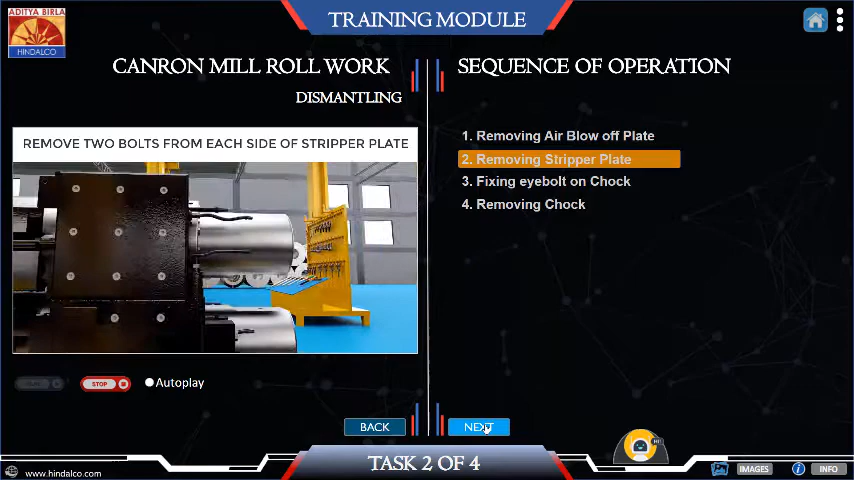 ADITYA BIRLA
HINDALCO
TRAINING MODULE
CANRON MILL ROLL WORK
DISMANTLING
REMOVE TWO BOLTS FROM EACH SIDE OF STRIPPER PLATE
STOP
Autoplay
BACK
SEQUENCE OF OPERATION
1. Removing Air Blow off Plate
2. Removing Stripper Plate
3. Fixing eyebolt on Chock
4. Removing Chock
NEXT
TASK 2 OF 4
www.hindalco.com
IMAGES
INFO